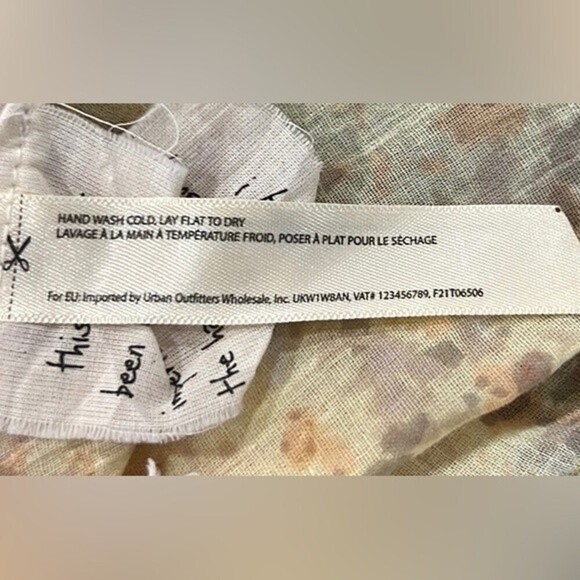 HAND WASH COLD, LAY FLAT TO DRY
LAVAGE À LA MAIN À TEMPÉRATURE FROID, POSER À PLAT POUR LE SÉCHAGE
For EU: Imported by Urban Outfitters Wholesale, Inc. UKW1W8AN, VAT# 123456789, F21T06506
this
been
the